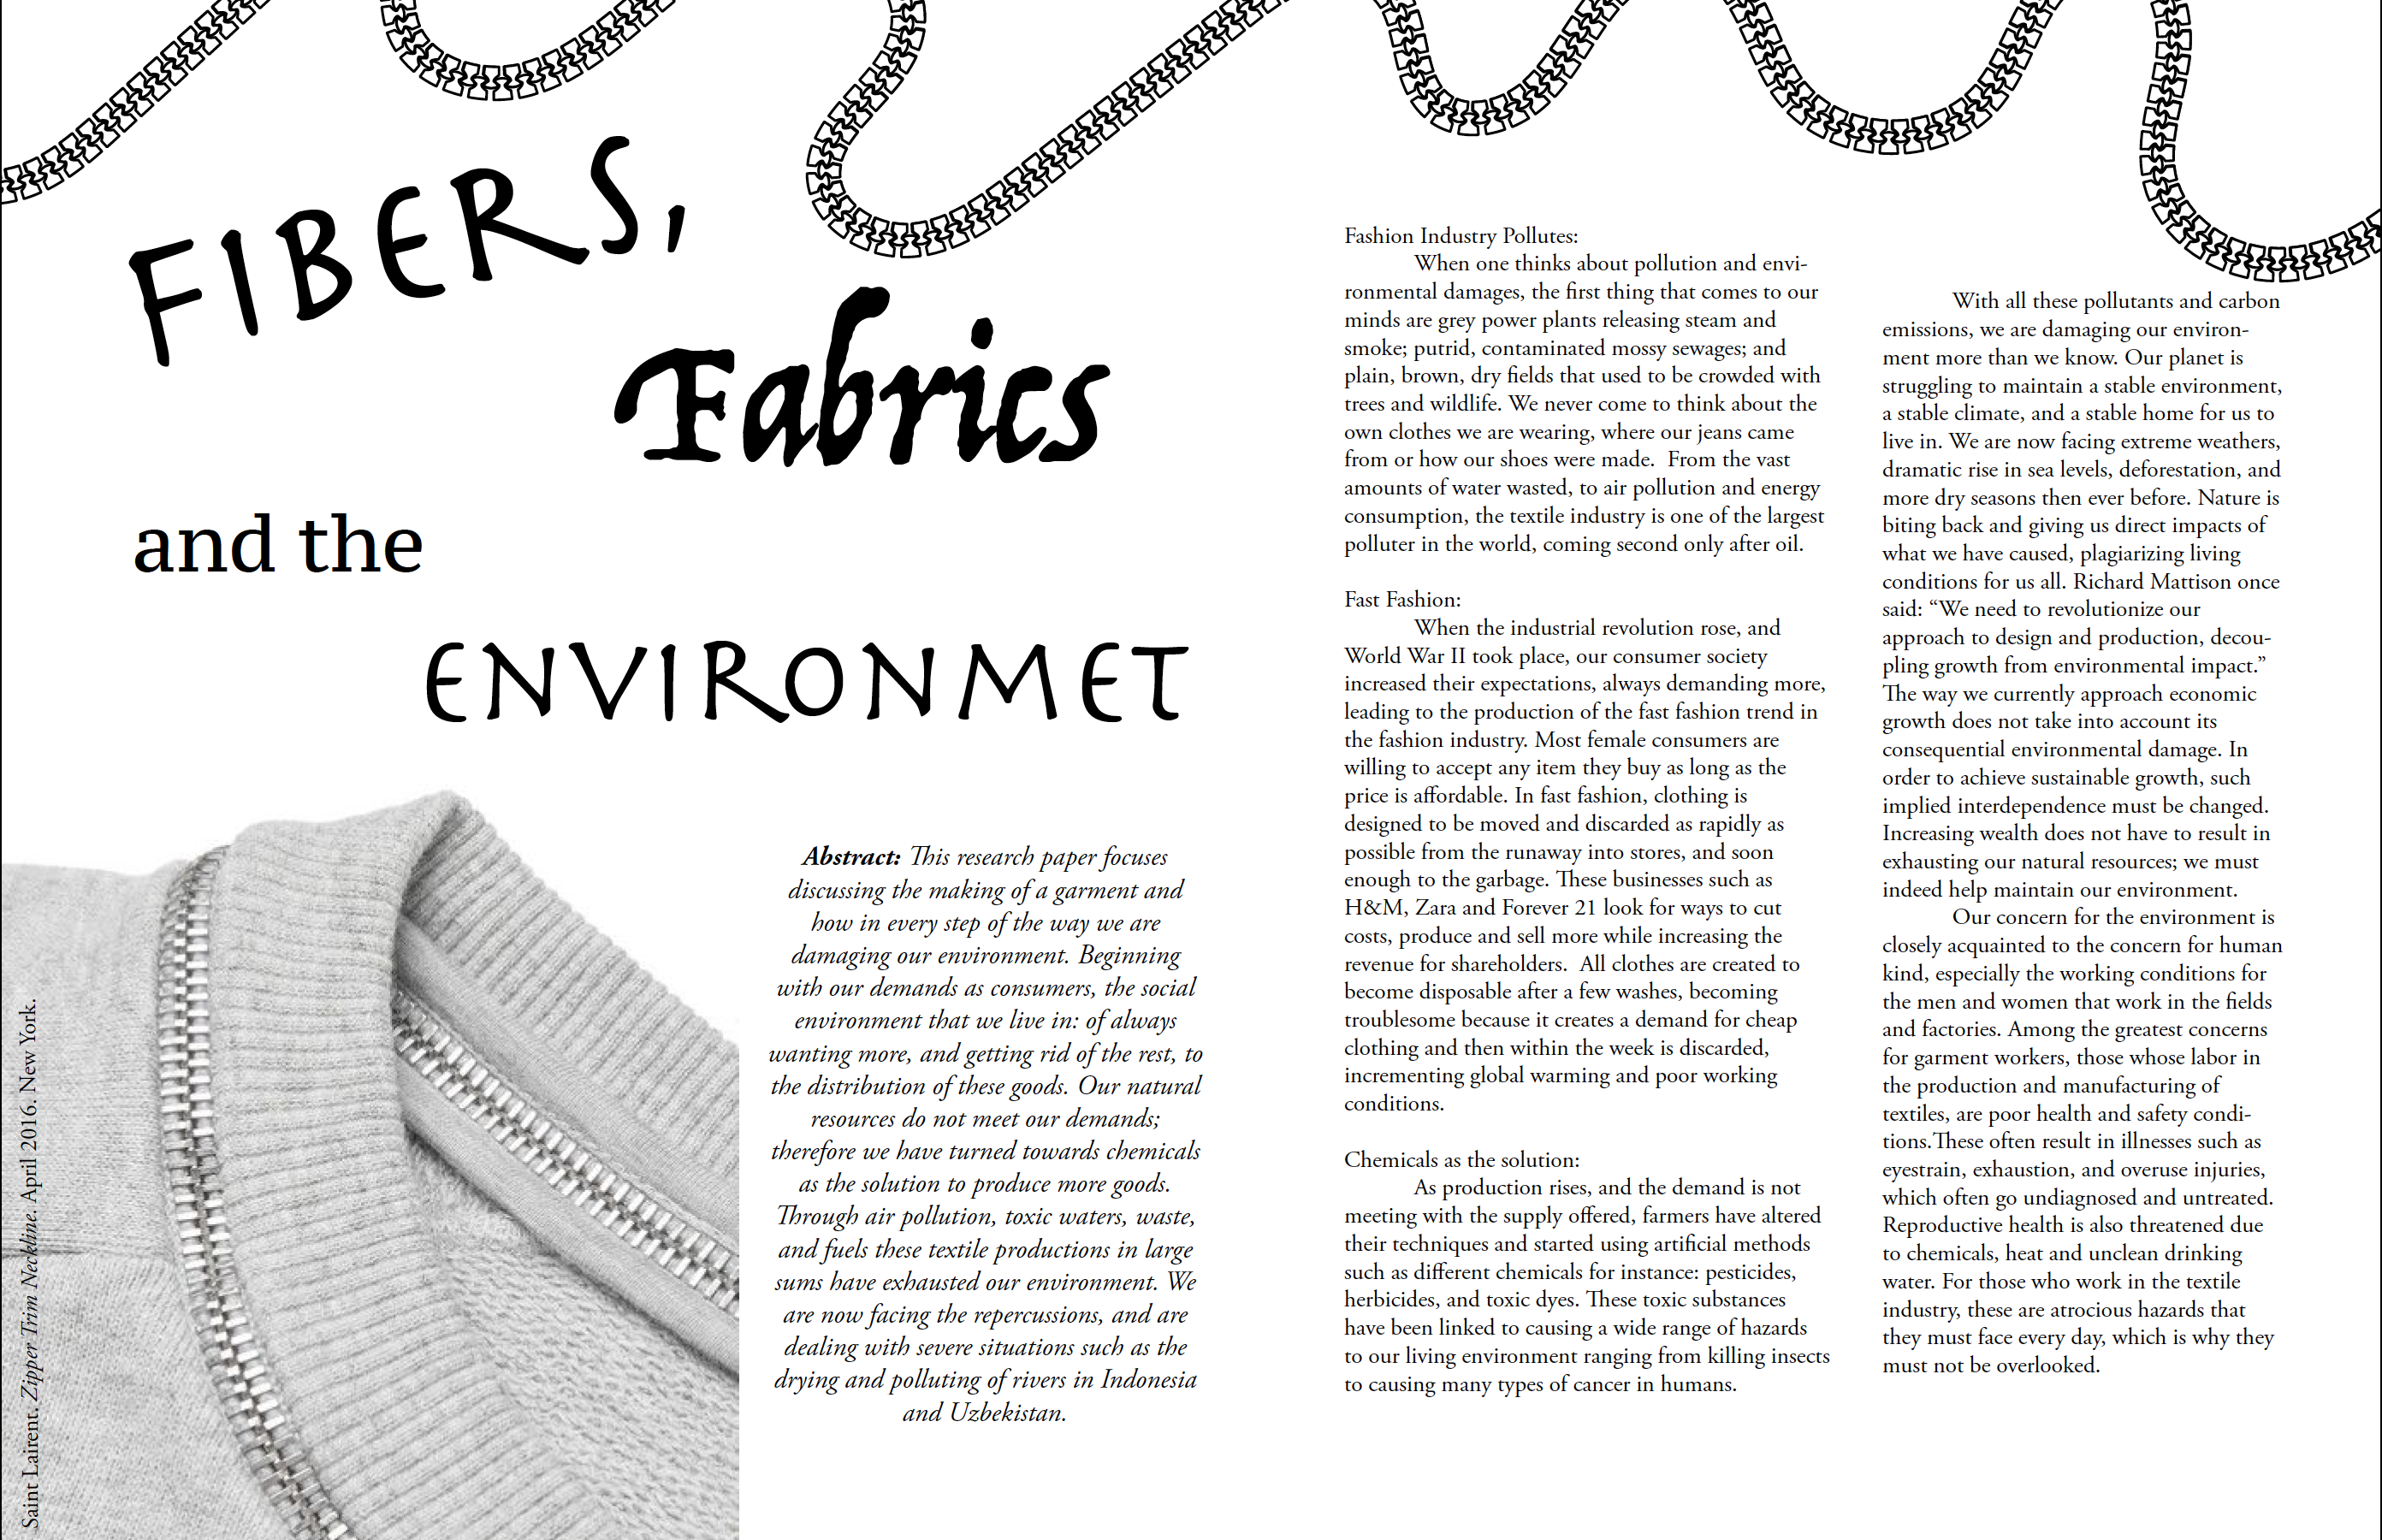 FIBERS,
Fabrics
and the
ENVIRONMET
Saint Lairent. Zipper Trim Neckline. April 2016. New York.
Abstract: This research paper focuses
discussing the making of a garment and
how in every step of the way we are
damaging our environment. Beginning
with our demands as consumers, the social
environment that we live in: of always
wanting more, and getting rid of the rest, to
the distribution of these goods. Our natural
resources do not meet our demands;
therefore we have turned towards chemicals
as the solution to produce more goods.
Through air pollution, toxic waters, waste,
and fuels these textile productions in large
sums have exhausted our environment. We
are now facing the repercussions, and are
dealing with severe situations such as the
drying and polluting of rivers in Indonesia
and Uzbekistan.
Fashion Industry Pollutes:
When one thinks about pollution and envi-
ronmental damages, the first thing that comes to our
minds are grey power plants releasing steam and
smoke; putrid, contaminated mossy sewages; and
plain, brown, dry fields that used to be crowded with
trees and wildlife. We never come to think about the
own clothes we are wearing, where our jeans came
from or how our shoes were made.  From the vast
amounts of water wasted, to air pollution and energy
consumption, the textile industry is one of the largest
polluter in the world, coming second only after oil.
Fast Fashion:
When the industrial revolution rose, and
World War II took place, our consumer society
increased their expectations, always demanding more,
leading to the production of the fast fashion trend in
the fashion industry. Most female consumers are
willing to accept any item they buy as long as the
price is affordable. In fast fashion, clothing is
designed to be moved and discarded as rapidly as
possible from the runaway into stores, and soon
enough to the garbage. These businesses such as
H&M, Zara and Forever 21 look for ways to cut
costs, produce and sell more while increasing the
revenue for shareholders.  All clothes are created to
become disposable after a few washes, becoming
troublesome because it creates a demand for cheap
clothing and then within the week is discarded,
incrementing global warming and poor working
conditions.
Chemicals as the solution:
As production rises, and the demand is not
meeting with the supply offered, farmers have altered
their techniques and started using artificial methods
such as different chemicals for instance: pesticides,
herbicides, and toxic dyes. These toxic substances
have been linked to causing a wide range of hazards
to our living environment ranging from killing insects
to causing many types of cancer in humans.
With all these pollutants and carbon
emissions, we are damaging our environ-
ment more than we know. Our planet is
struggling to maintain a stable environment,
a stable climate, and a stable home for us to
live in. We are now facing extreme weathers,
dramatic rise in sea levels, deforestation, and
more dry seasons then ever before. Nature is
biting back and giving us direct impacts of
what we have caused, plagiarizing living
conditions for us all. Richard Mattison once
said: “We need to revolutionize our
approach to design and production, decou-
pling growth from environmental impact.”
The way we currently approach economic
growth does not take into account its
consequential environmental damage. In
order to achieve sustainable growth, such
implied interdependence must be changed.
Increasing wealth does not have to result in
exhausting our natural resources; we must
indeed help maintain our environment.
Our concern for the environment is
closely acquainted to the concern for human
kind, especially the working conditions for
the men and women that work in the fields
and factories. Among the greatest concerns
for garment workers, those whose labor in
the production and manufacturing of
textiles, are poor health and safety condi-
tions.These often result in illnesses such as
eyestrain, exhaustion, and overuse injuries,
which often go undiagnosed and untreated.
Reproductive health is also threatened due
to chemicals, heat and unclean drinking
water. For those who work in the textile
industry, these are atrocious hazards that
they must face every day, which is why they
must not be overlooked.